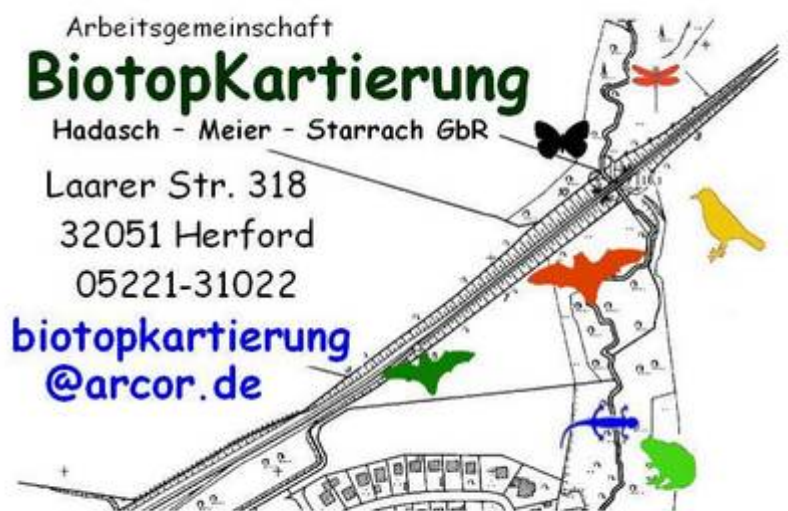 Arbeitsgemeinschaft
BiotopKartierung
Hadasch - Meier - Starrach GbR
Laarer Str. 318
32051 Herford
05221-31022
biotopkartierung
@arcor.de